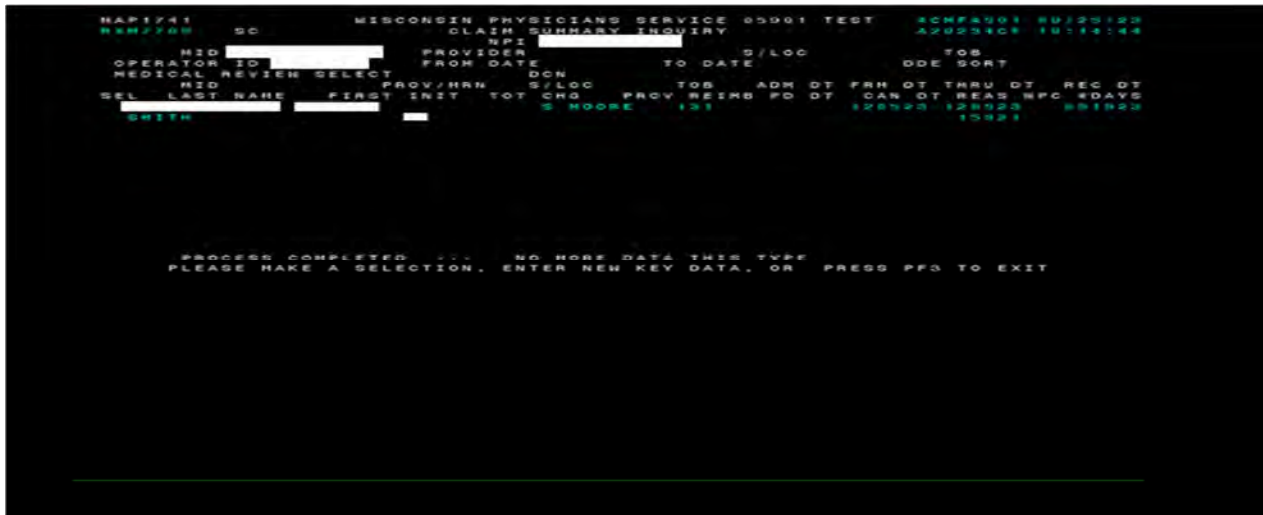 MAP1741 WISCONSIN PHYSICIANS SERVICE 05901 TEST ACMFA501
SC CLAIM SUMMARY INQUIRY
NPI
MID PROVIDER S/LOC TOB
OPERATOR ID FROM DATE TO DATE DDE SORT
MEDICAL REVIEW SELECT DCN
MID PROV/MRN S/LOC TOB ADM DT FRM DT THRU DT REC DT
SEL LAST NAME FIRST INIT TOT CHG PROV REIMB PD DT CAN DT REAS NPC #DAYS
S MOORE 131
SMITH
PROCESS COMPLETED --- NO MORE DATA THIS TYPE
PLEASE MAKE A SELECTION, ENTER NEW KEY DATA, OR PRESS PF3 TO EXIT